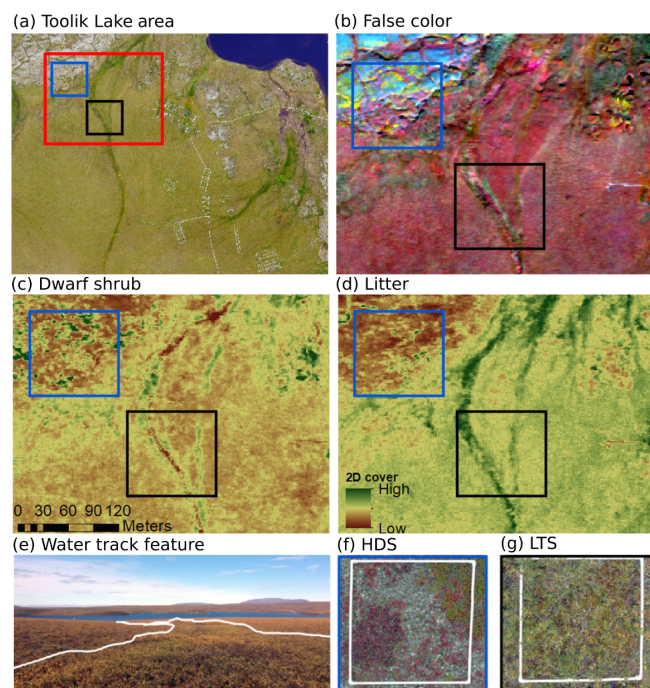 (a) Toolik Lake area
(b) False color
(c) Dwarf shrub
(d) Litter
0 30 60 90 120
Meters
2D cover
High
Low
(e) Water track feature
(f) HDS
(g) LTS